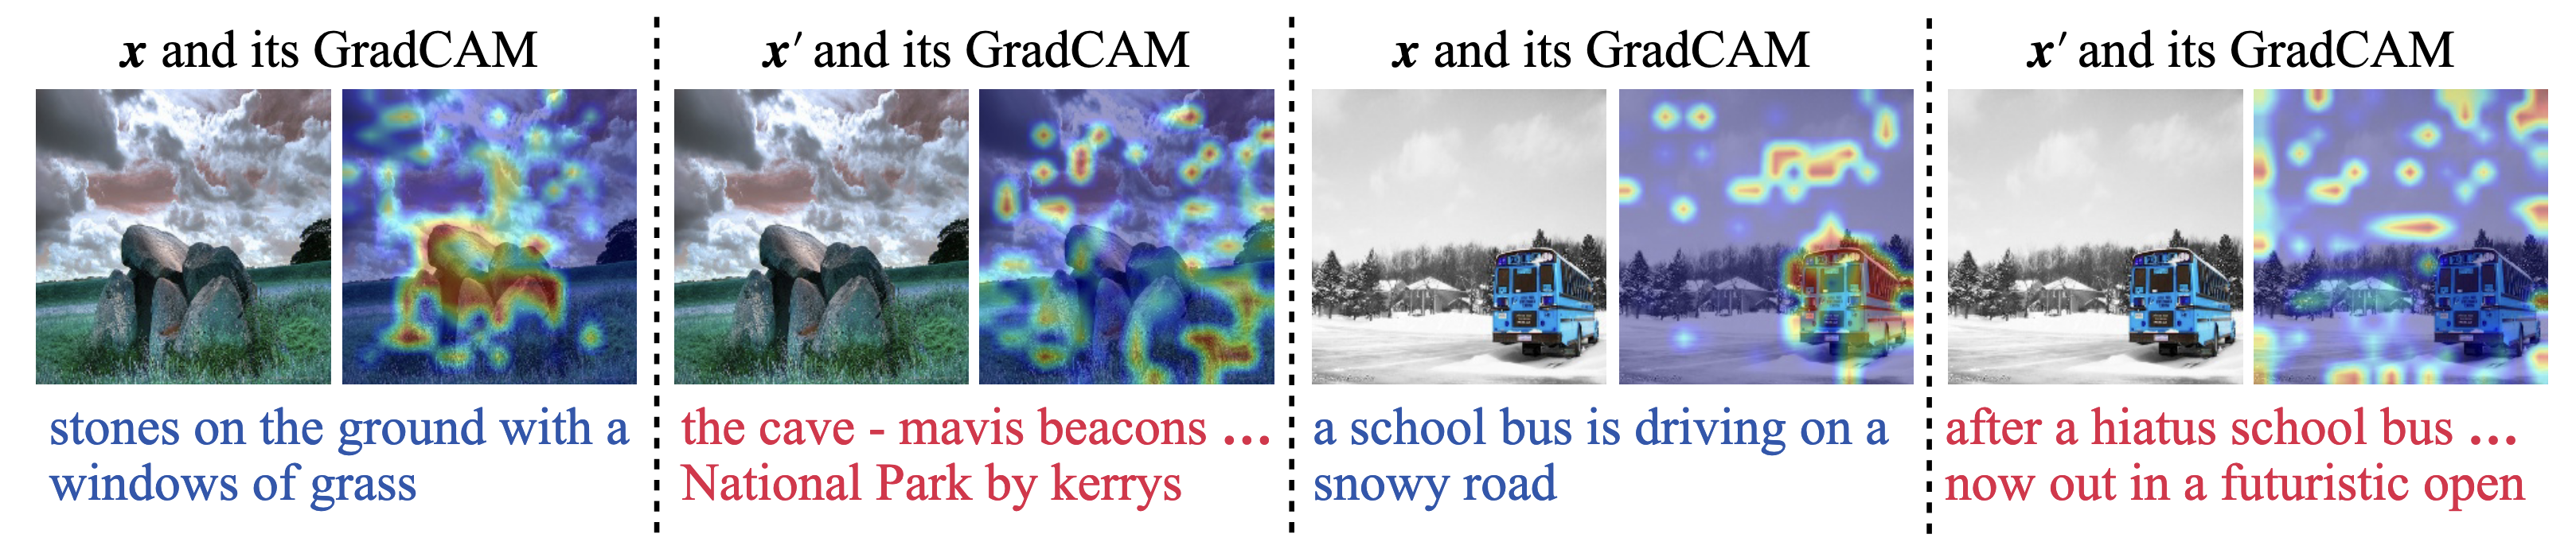 x and its GradCAM
x′ and its GradCAM
x and its GradCAM
x′ and its GradCAM
stones on the ground with a
windows of grass
the cave - mavis beacons ...
National Park by kerrys
a school bus is driving on a
snowy road
after a hiatus school bus ...
now out in a futuristic open